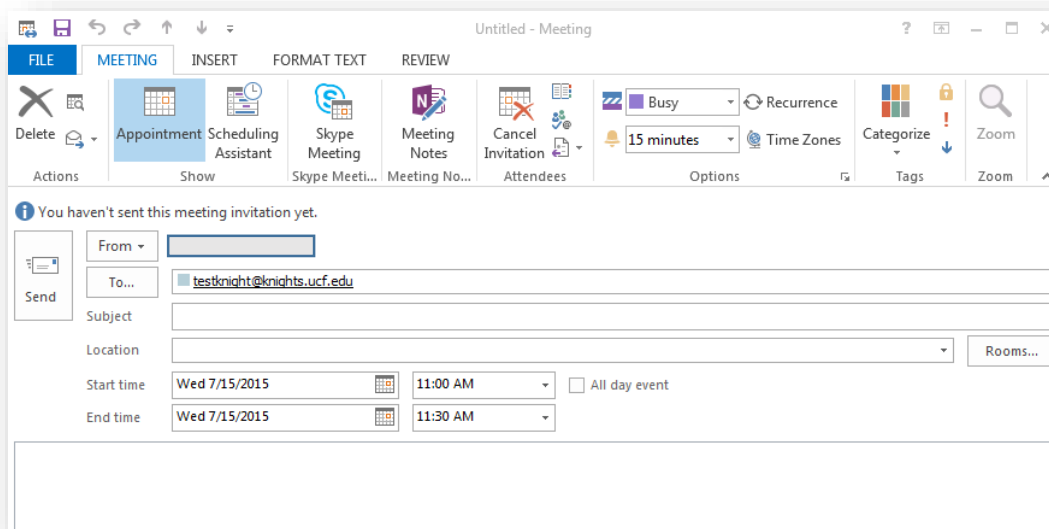 Untitled - Meeting
FILE MEETING INSERT FORMAT TEXT REVIEW
Delete
Appointment
Scheduling Assistant
Skype Meeting
Meeting Notes
Cancel Invitation
Busy
Recurrence
15 minutes
Time Zones
Categorize
Zoom
Actions Show Skype Meeti... Meeting No... Attendees Options Tags Zoom
You haven't sent this meeting invitation yet.
Send
From
To... testknight@knights.ucf.edu
Subject
Location Rooms...
Start time Wed 7/15/2015 11:00 AM All day event
End time Wed 7/15/2015 11:30 AM